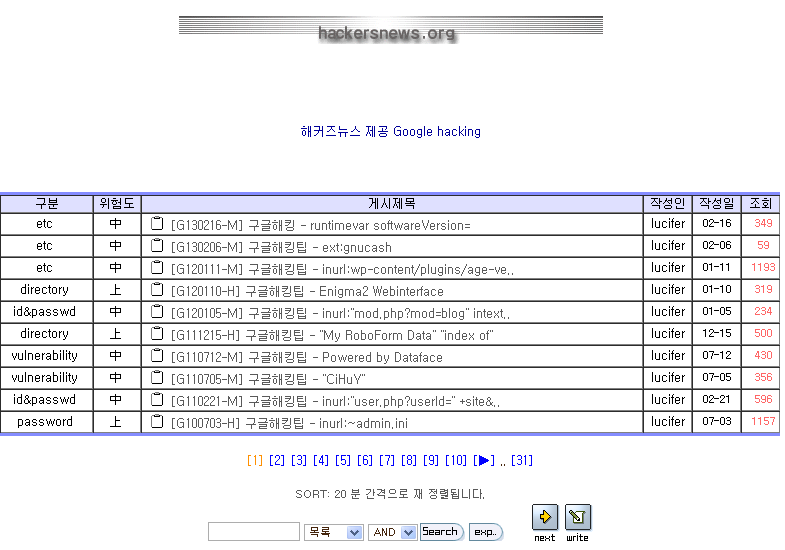 hackersnews.org
해커즈뉴스 제공 Google hacking
구분 위험도 게시제목 작성인 작성일 조회
etc 中 [G130216-M] 구글해킹 - runtimevar softwareVersion= lucifer 02-16 349
etc 中 [G130206-M] 구글해킹팁 - ext:gnucash lucifer 02-06 59
etc 中 [G120111-M] 구글해킹팁 - inurl:wp-content/plugins/age-ve.. lucifer 01-11 1193
directory 上 [G120110-H] 구글해킹팁 - Enigma2 Webinterface lucifer 01-10 319
id&passwd 中 [G120105-M] 구글해킹팁 - inurl:"mod.php?mod=blog" intext.. lucifer 01-05 234
directory 上 [G111215-H] 구글해킹팁 - "My RoboForm Data" "index of" lucifer 12-15 500
vulnerability 中 [G110712-M] 구글해킹팁 - Powered by Dataface lucifer 07-12 430
vulnerability 中 [G110705-M] 구글해킹팁 - "CiHuY" lucifer 07-05 356
id&passwd 中 [G110221-M] 구글해킹팁 - inurl:"user.php?userId=" +site&.. lucifer 02-21 596
password 上 [G100703-H] 구글해킹팁 - inurl:~admin.ini lucifer 07-03 1157
[1] [2] [3] [4] [5] [6] [7] [8] [9] [10] [▶] .. [31]
SORT: 20 분 간격으로 재 정렬됩니다.
목록 AND Search exp.. next write